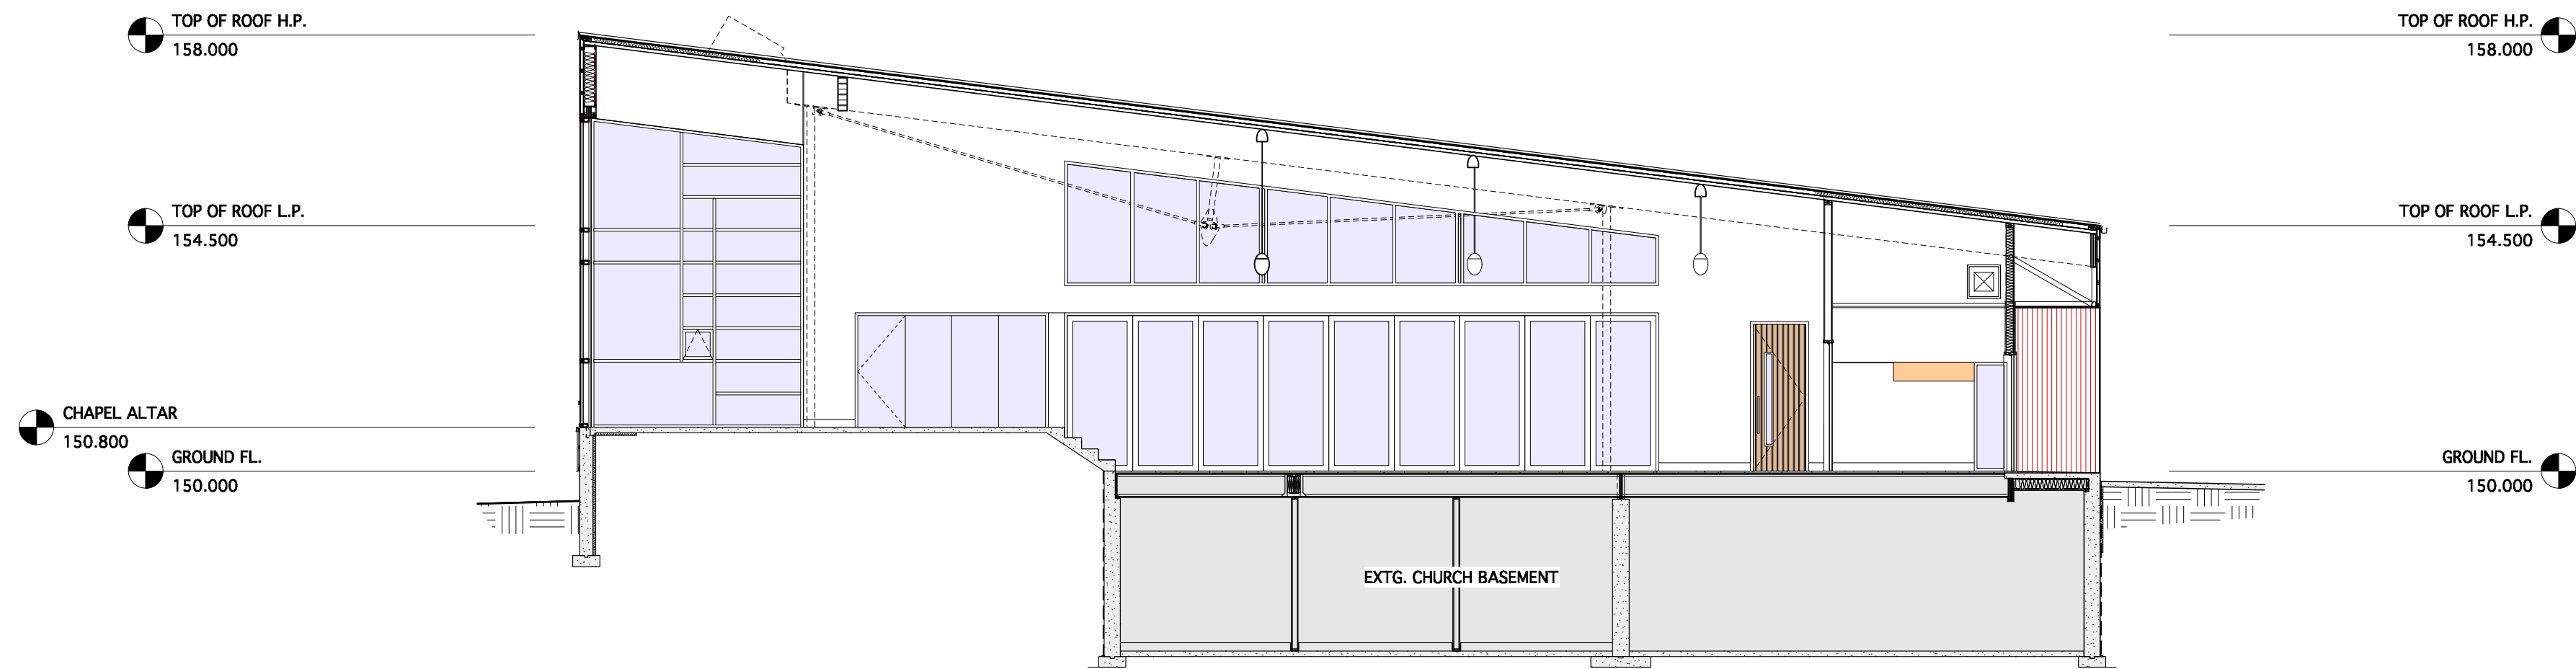 TOP OF ROOF H.P.
158.000
TOP OF ROOF H.P.
158.000
TOP OF ROOF L.P.
154.500
TOP OF ROOF L.P.
154.500
CHAPEL ALTAR
150.800
GROUND FL.
150.000
GROUND FL.
150.000
EXTG. CHURCH BASEMENT